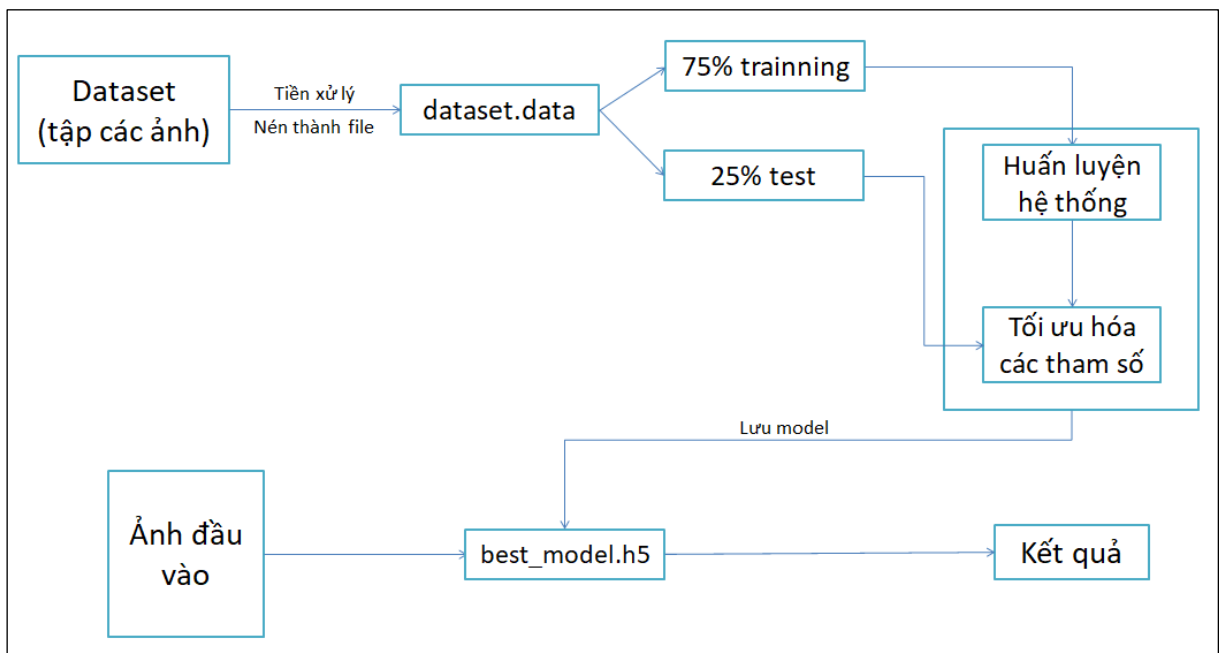 Dataset
(tập các ảnh)
Tiền xử lý
Nén thành file
dataset.data
75% trainning
25% test
Huấn luyện
hệ thống
Tối ưu hóa
các tham số
Lưu model
Ảnh đầu
vào
best_model.h5
Kết quả